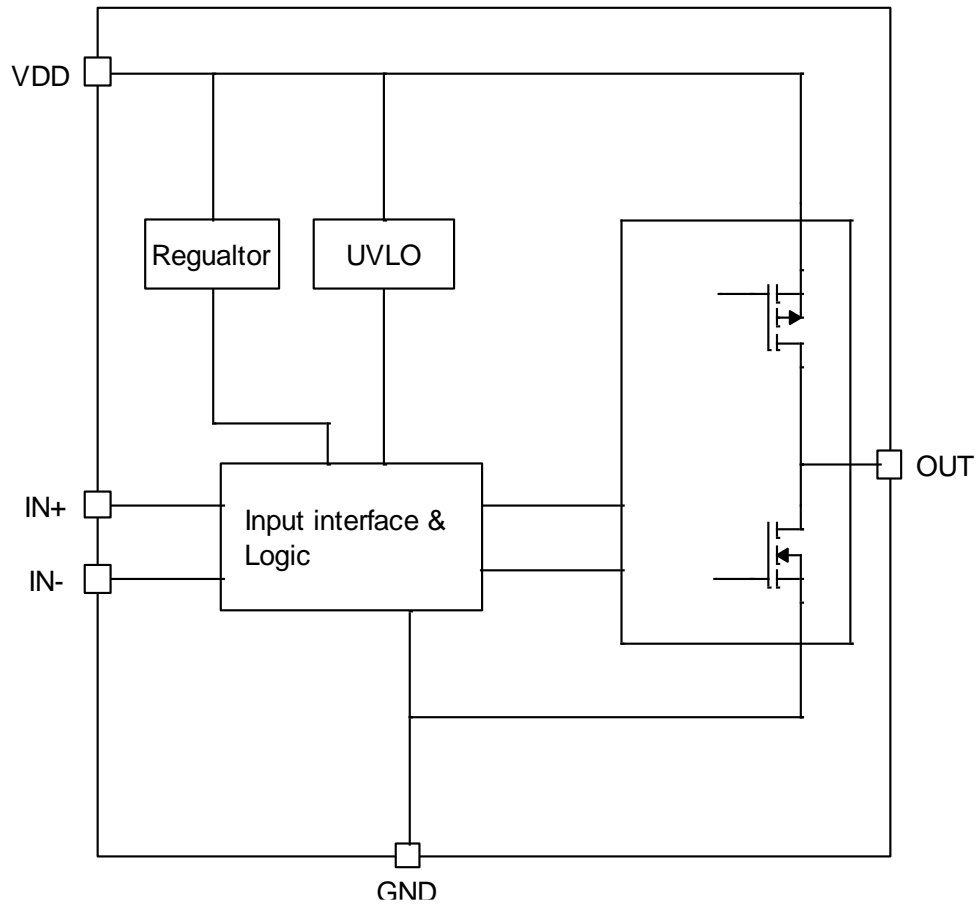 VDD
Regualtor
UVLO
OUT
IN+
Input interface &
Logic
IN-
GND